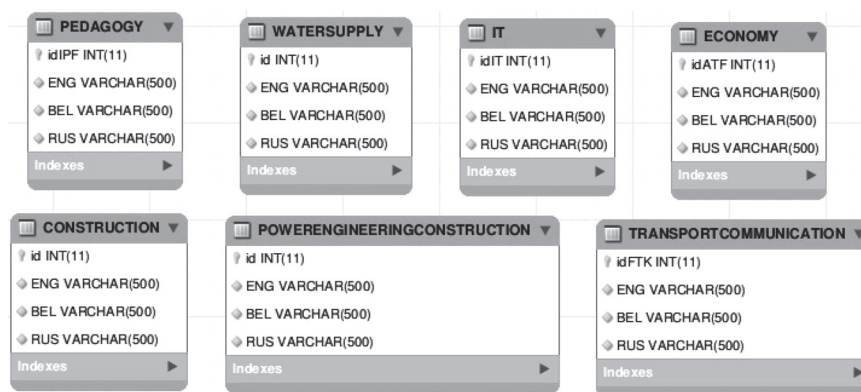 PEDAGOGY
idIPF INT(11)
ENG VARCHAR(500)
BEL VARCHAR(500)
RUS VARCHAR(500)
Indexes
WATERSUPPLY
id INT(11)
ENG VARCHAR(500)
BEL VARCHAR(500)
RUS VARCHAR(500)
Indexes
IT
idIT INT(11)
ENG VARCHAR(500)
BEL VARCHAR(500)
RUS VARCHAR(500)
Indexes
ECONOMY
idATF INT(11)
ENG VARCHAR(500)
BEL VARCHAR(500)
RUS VARCHAR(500)
Indexes
CONSTRUCTION
id INT(11)
ENG VARCHAR(500)
BEL VARCHAR(500)
RUS VARCHAR(500)
Indexes
POWERENGINEERINGCONSTRUCTION
id INT(11)
ENG VARCHAR(500)
BEL VARCHAR(500)
RUS VARCHAR(500)
Indexes
TRANSPORTCOMMUNICATION
idFTK INT(11)
ENG VARCHAR(500)
BEL VARCHAR(500)
RUS VARCHAR(500)
Indexes